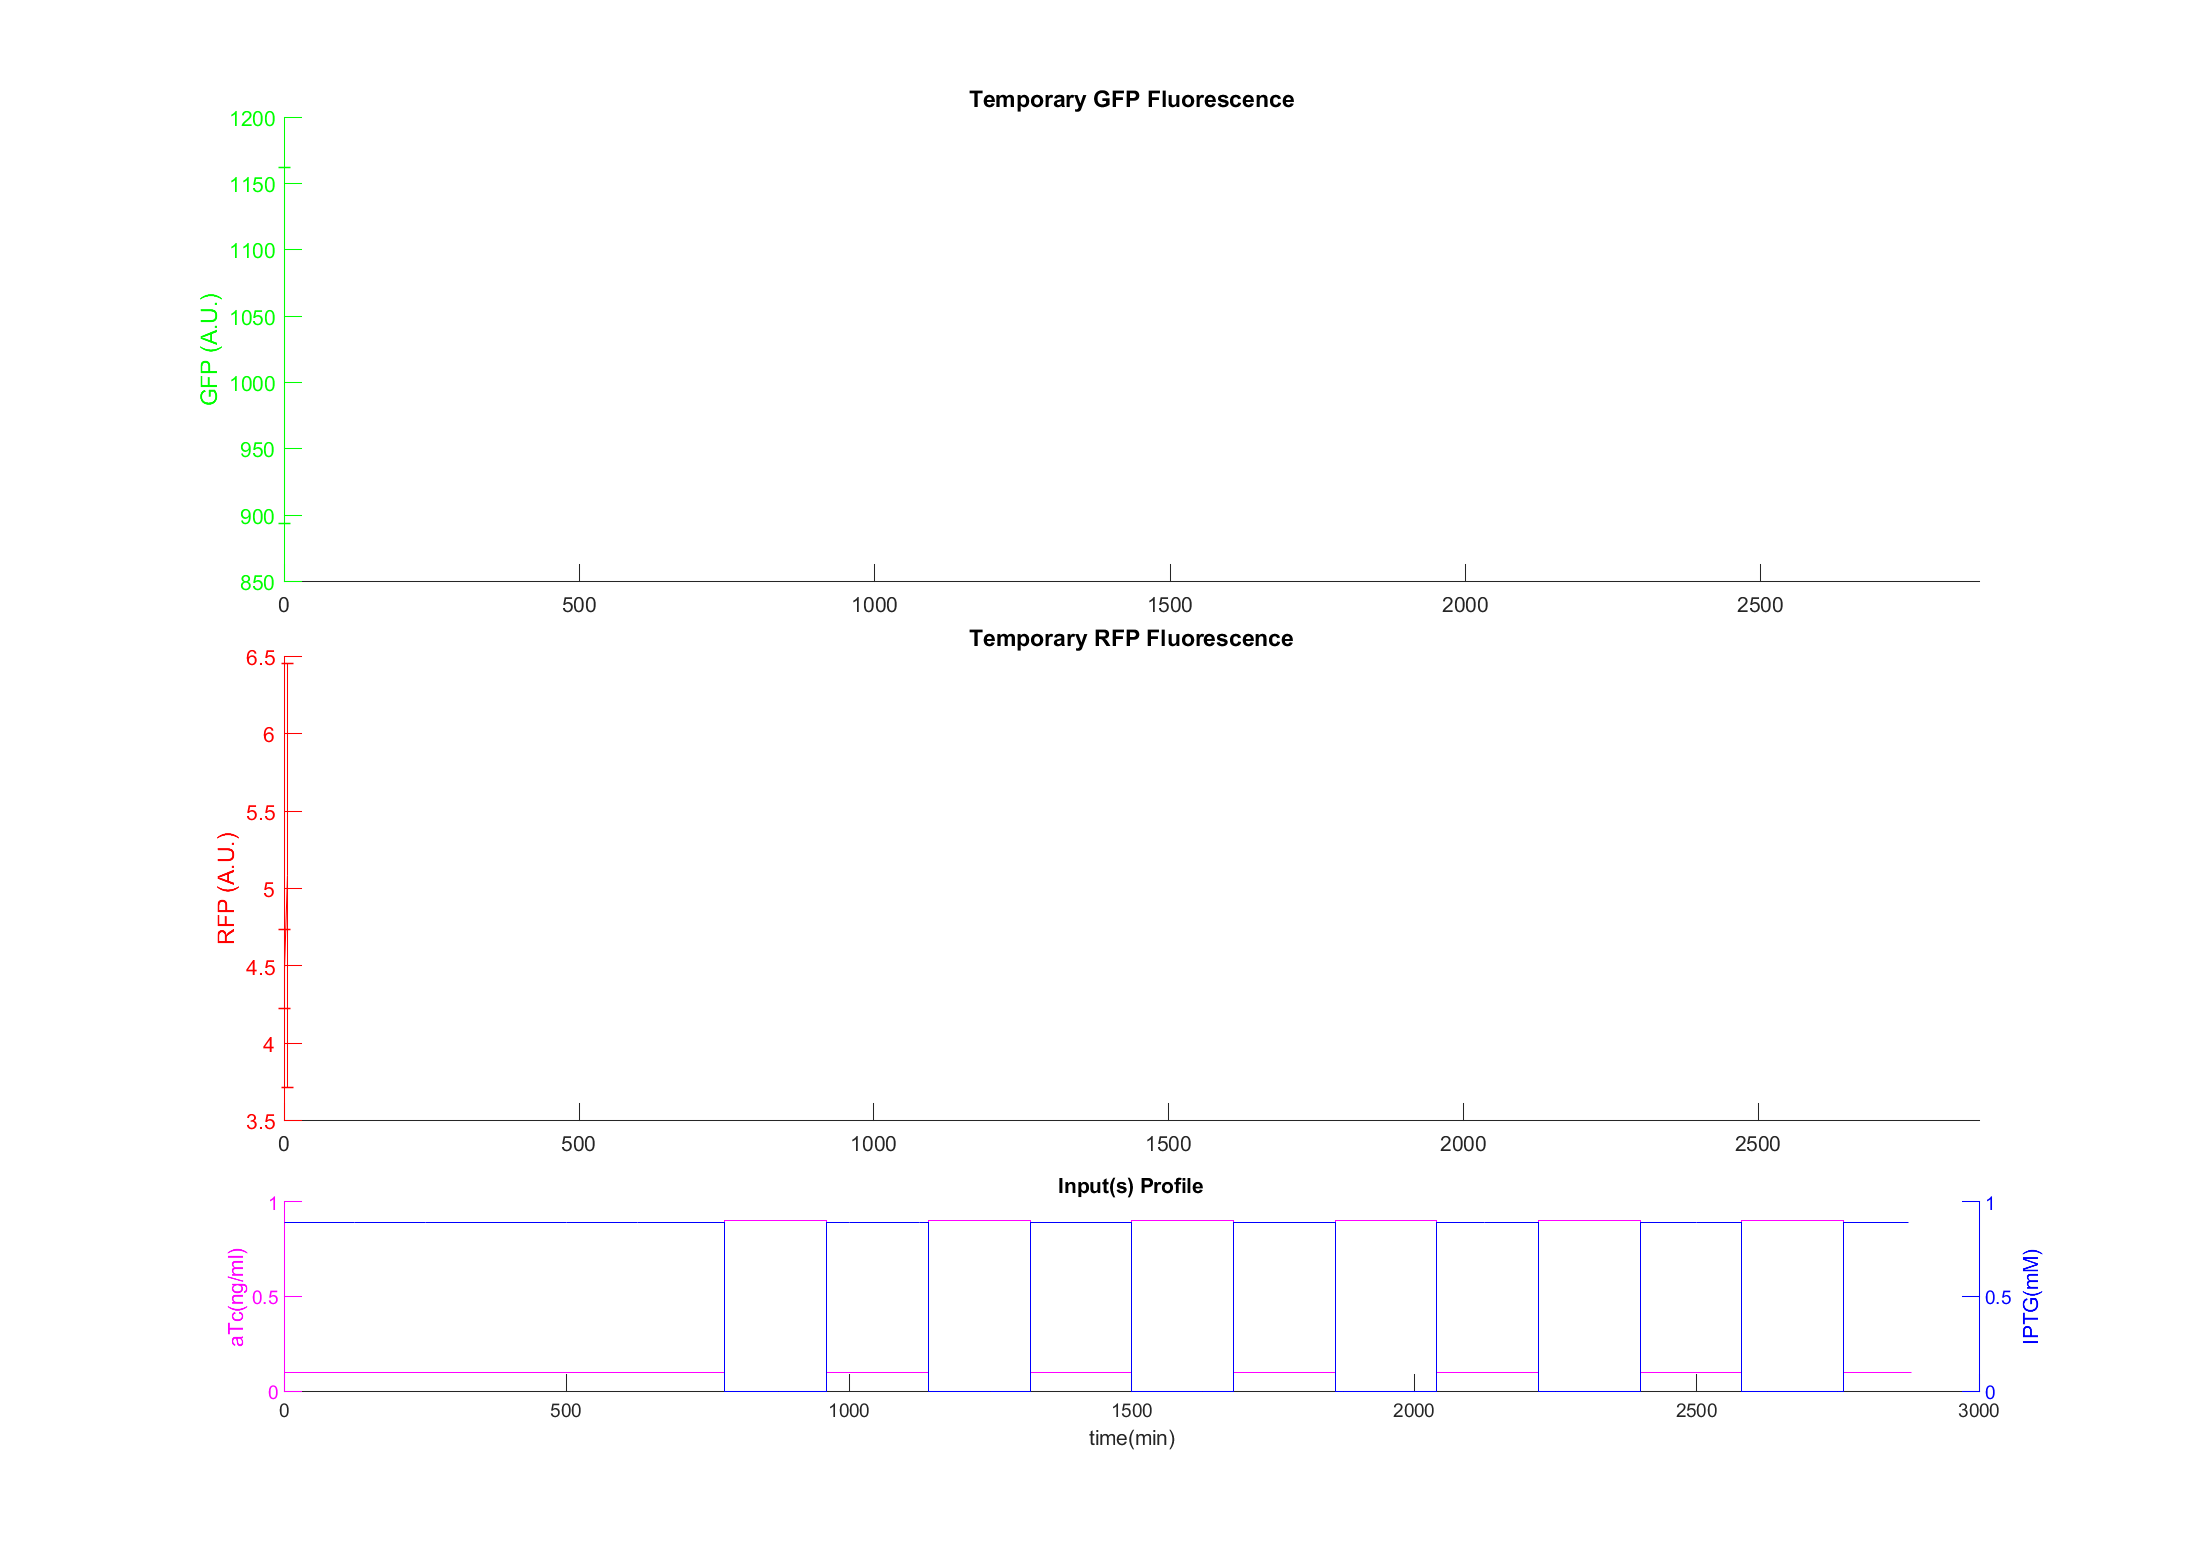 Temporary GFP Fluorescence
1200
1150
1100
1050
1000
950
900
850
GFP (A.U.)
0 500 1000 1500 2000 2500
Temporary RFP Fluorescence
6.5
6
5.5
5
4.5
4
3.5
RFP (A.U.)
0 500 1000 1500 2000 2500
Input(s) Profile
1
0.5
0
aTc(ng/ml)
1
0.5
0
IPTG(mM)
0 500 1000 1500 2000 2500 3000
time(min)